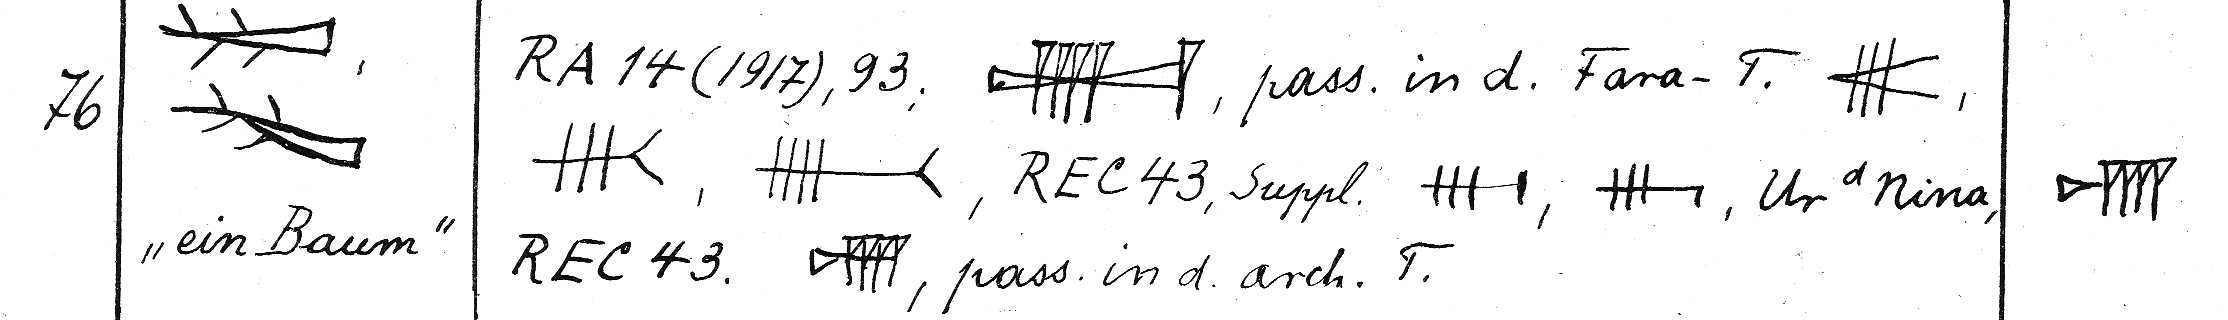 76
„ein Baum“
RA 14 (1917), 93; , pass. in d. Fara-T. ,
, , REC 43, Suppl. , , Ur ᵈ Nina,
REC 43. , pass. in d. arch. T.